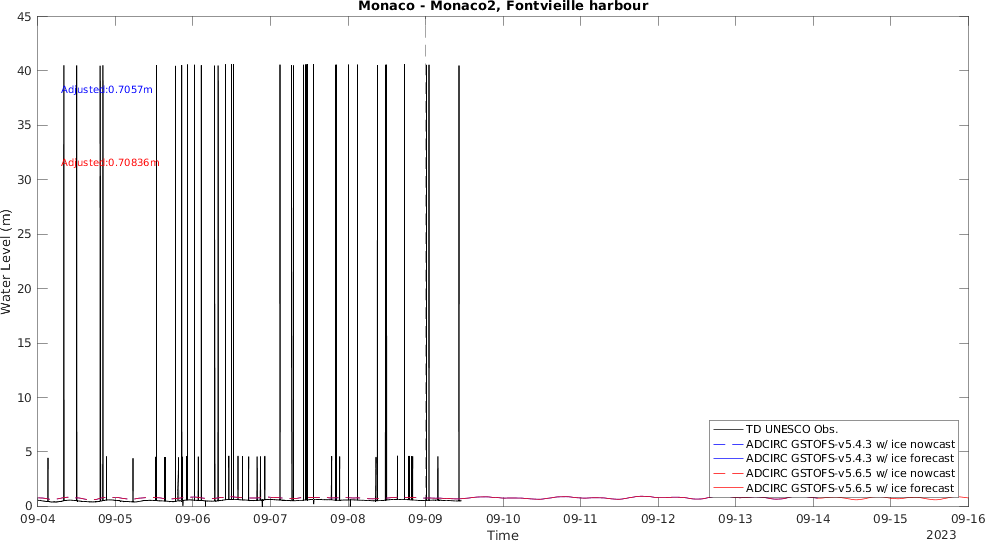 Monaco - Monaco2, Fontvieille harbour
45
40
35
30
25
20
15
10
5
0
Water Level (m)
Adjusted:0.7057m
Adjusted:0.70836m
TD UNESCO Obs.
ADCIRC GSTOFS-v5.4.3 w/ ice nowcast
ADCIRC GSTOFS-v5.4.3 w/ ice forecast
ADCIRC GSTOFS-v5.6.5 w/ ice nowcast
ADCIRC GSTOFS-v5.6.5 w/ ice forecast
09-04 09-05 09-06 09-07 09-08 09-09 09-10 09-11 09-12 09-13 09-14 09-15 09-16
Time
2023